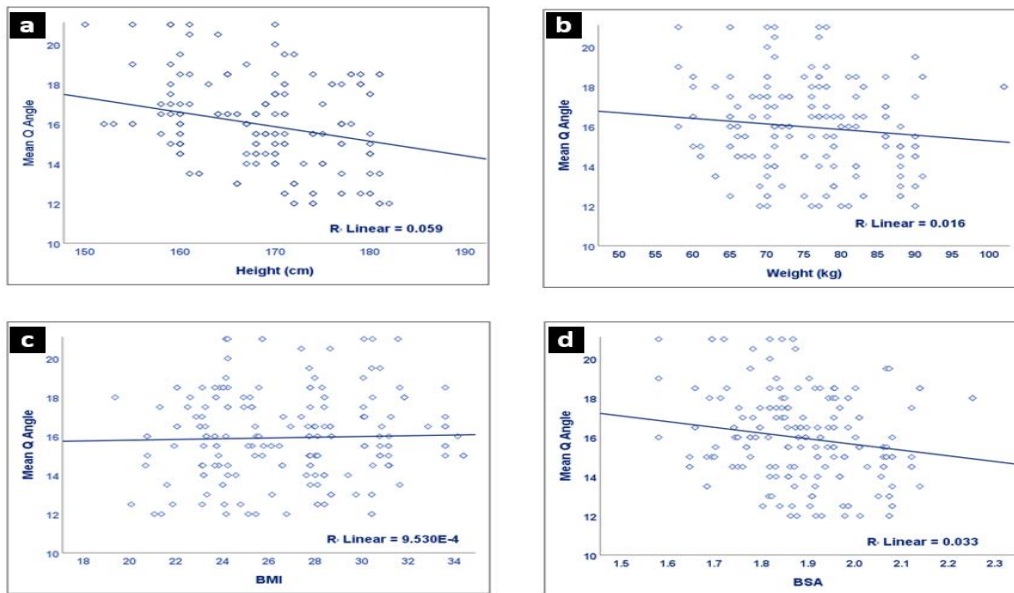 a
Mean Q Angle
20
18
16
14
12
10
R² Linear = 0.059
150 160 170 180 190
Height (cm)
b
Mean Q Angle
20
18
16
14
12
10
R² Linear = 0.016
50 55 60 65 70 75 80 85 90 95 100
Weight (kg)
c
Mean Q Angle
20
18
16
14
12
10
R² Linear = 9.530E-4
18 20 22 24 26 28 30 32 34
BMI
d
Mean Q Angle
20
18
16
14
12
10
R² Linear = 0.033
1.5 1.6 1.7 1.8 1.9 2.0 2.1 2.2 2.3
BSA